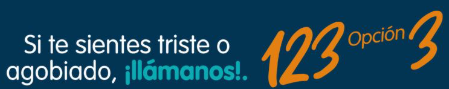 Si te sientes triste o
agobiado, ¡llámanos!.
123 Opción 3